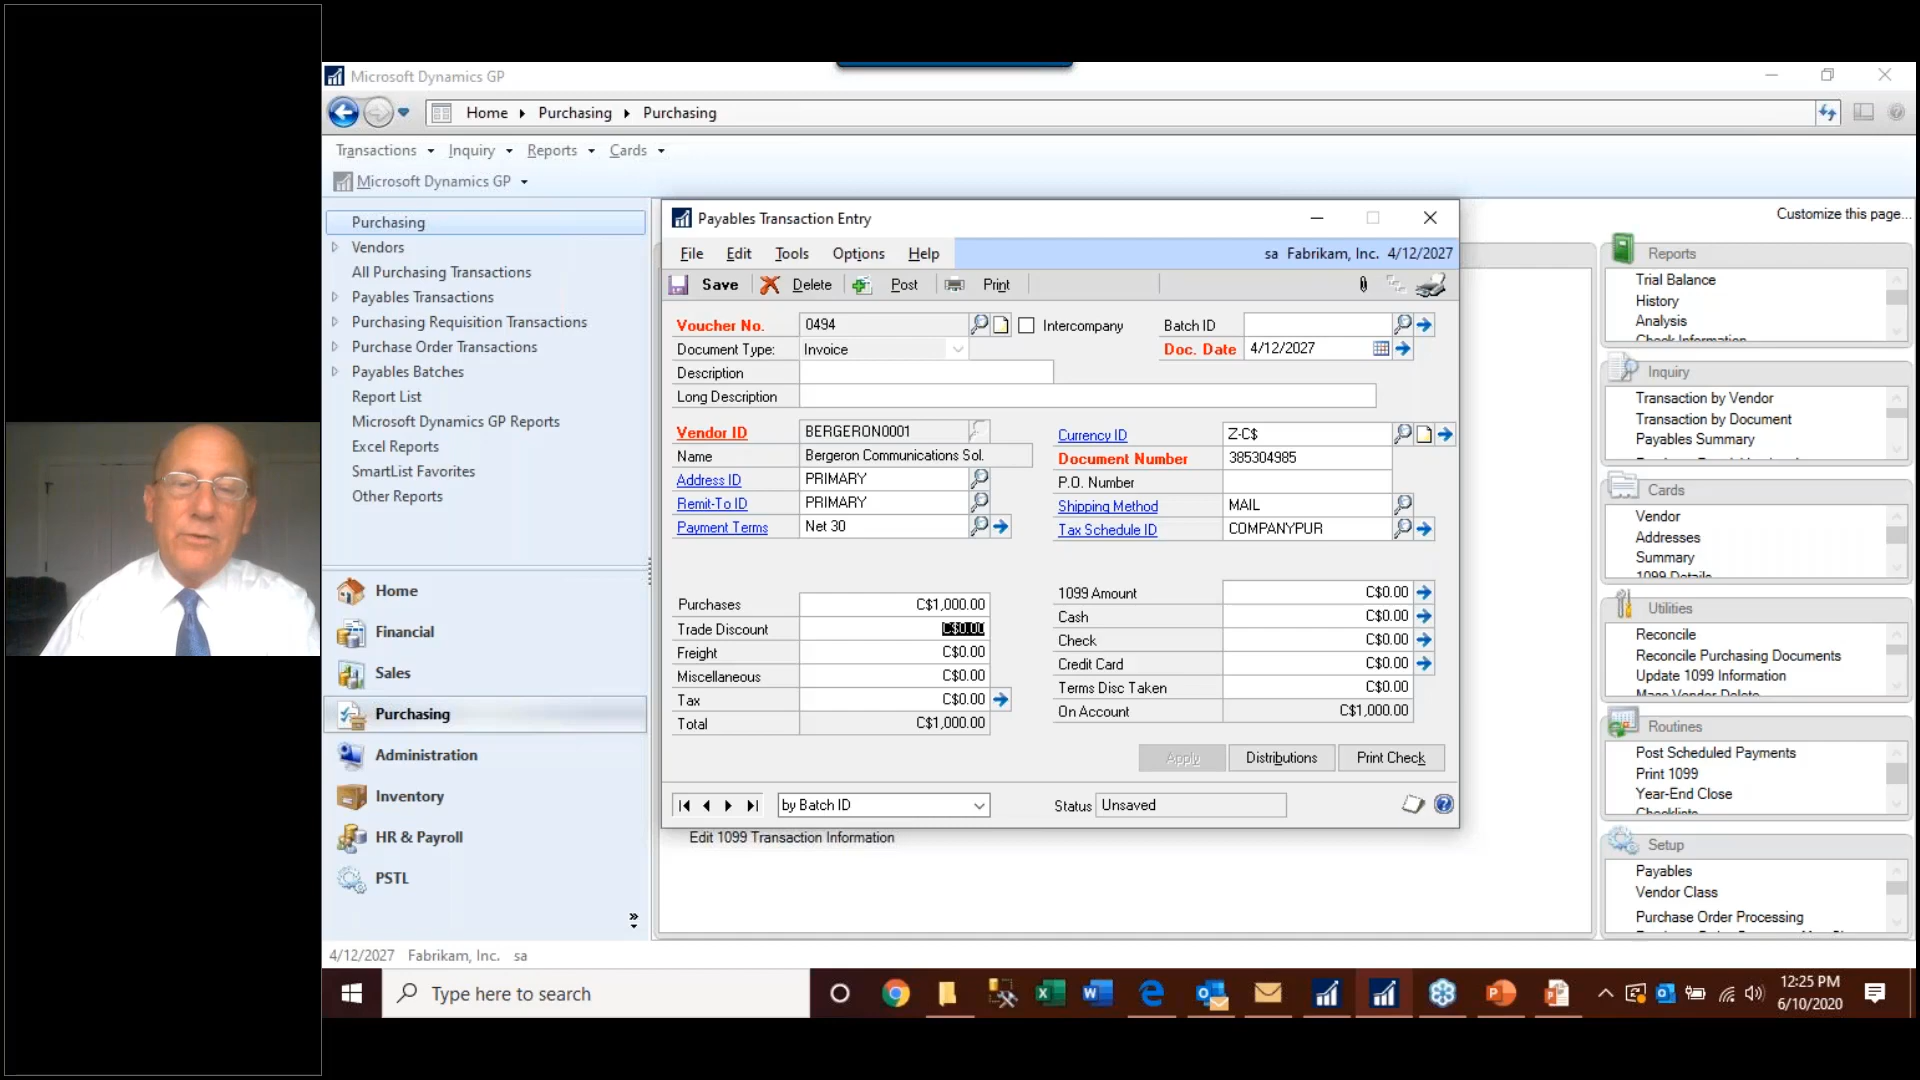 Microsoft Dynamics GP
Home Purchasing Purchasing
Transactions Inquiry Reports Cards
Microsoft Dynamics GP
Purchasing
Vendors
All Purchasing Transactions
Payables Transactions
Purchasing Requisition Transactions
Purchase Order Transactions
Payables Batches
Report List
Microsoft Dynamics GP Reports
Excel Reports
SmartList Favorites
Other Reports
Home
Financial
Sales
Purchasing
Administration
Inventory
HR & Payroll
PSTL
Payables Transaction Entry
File Edit Tools Options Help sa Fabrikam, Inc. 4/12/2027
Save Delete Post Print
Voucher No. 0494 Intercompany Batch ID
Document Type: Invoice Doc. Date 4/12/2027
Description
Long Description
Vendor ID BERGERON0001 Currency ID Z-C$
Name Bergeron Communications Sol. Document Number 385304985
Address ID PRIMARY P.O. Number
Remit-To ID PRIMARY Shipping Method MAIL
Payment Terms Net 30 Tax Schedule ID COMPANYPUR
Purchases C$1,000.00 1099 Amount C$0.00
Trade Discount C$0.00 Cash C$0.00
Freight C$0.00 Check C$0.00
Miscellaneous C$0.00 Credit Card C$0.00
Tax C$0.00 Terms Disc Taken C$0.00
Total C$1,000.00 On Account C$1,000.00
Apply Distributions Print Check
by Batch ID Status Unsaved
Edit 1099 Transaction Information
Customize this page...
Reports
Trial Balance
History
Analysis
Check Information
Inquiry
Transaction by Vendor
Transaction by Document
Payables Summary
Cards
Vendor
Addresses
Summary
1099 Details
Utilities
Reconcile
Reconcile Purchasing Documents
Update 1099 Information
Mass Vendor Delete
Routines
Post Scheduled Payments
Print 1099
Year-End Close
Checklists
Setup
Payables
Vendor Class
Purchase Order Processing
4/12/2027 Fabrikam, Inc. sa
Type here to search
12:25 PM
6/10/2020